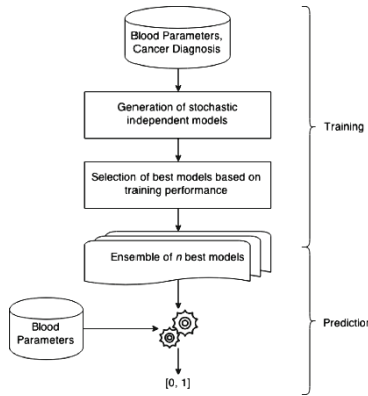 Blood Parameters,
Cancer Diagnosis
Generation of stochastic
independent models
Training
Selection of best models based on
training performance
Ensemble of n best models
Blood
Parameters
Prediction
[0, 1]